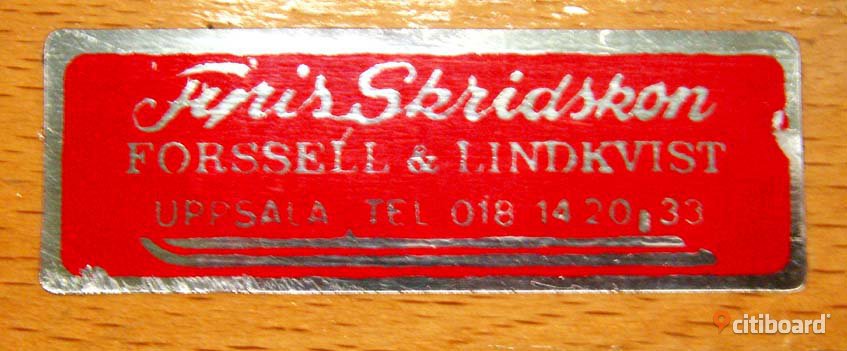 Fyris Skridskon
FORSSELL & LINDKVIST
UPPSALA TEL 018 14 20 33
citiboard